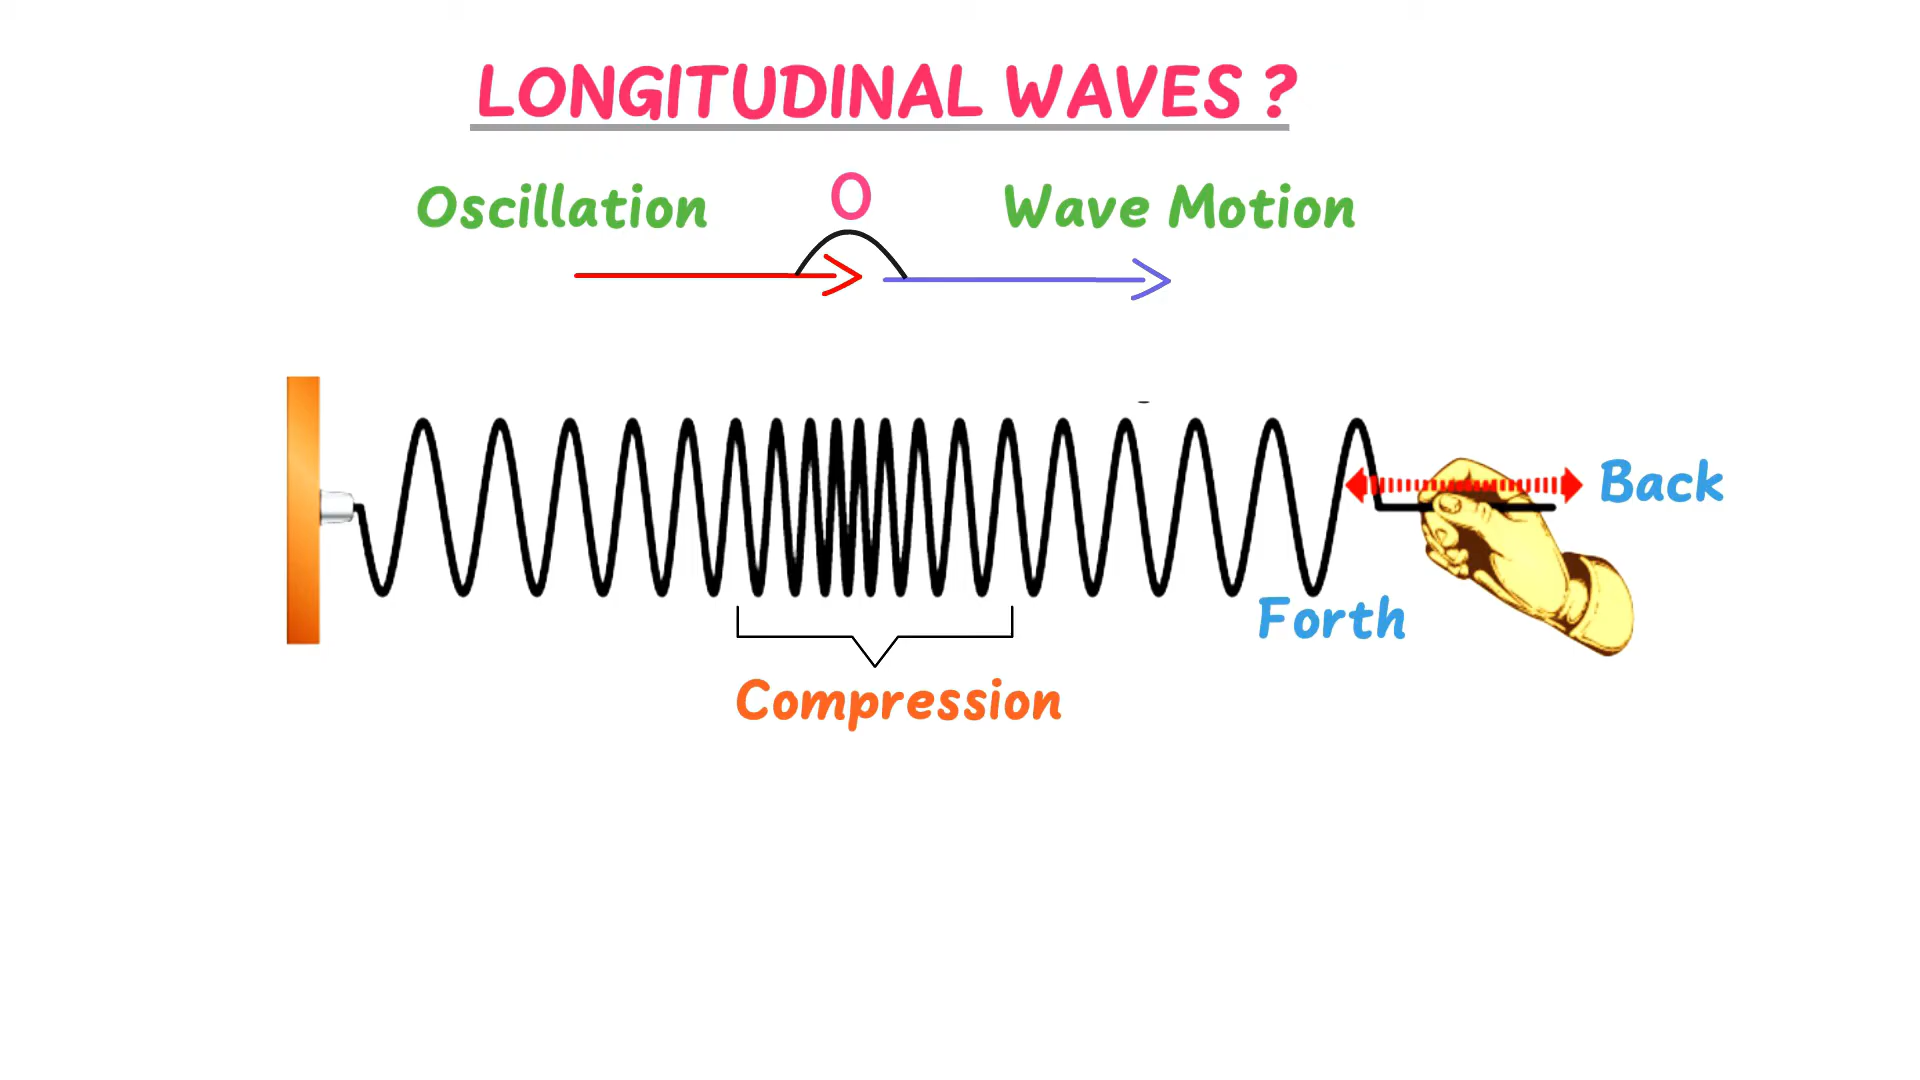 LONGITUDINAL WAVES ?
Oscillation O Wave Motion
Back
Forth
Compression